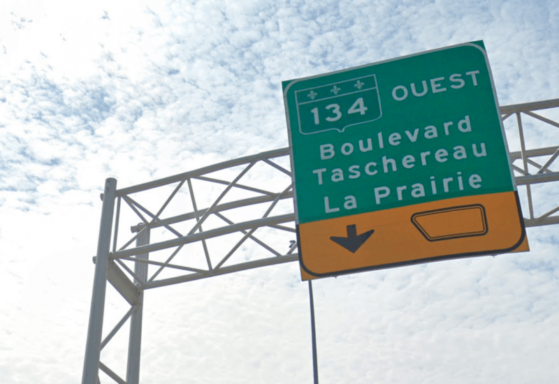 134 OUEST
Boulevard
Taschereau
La Prairie